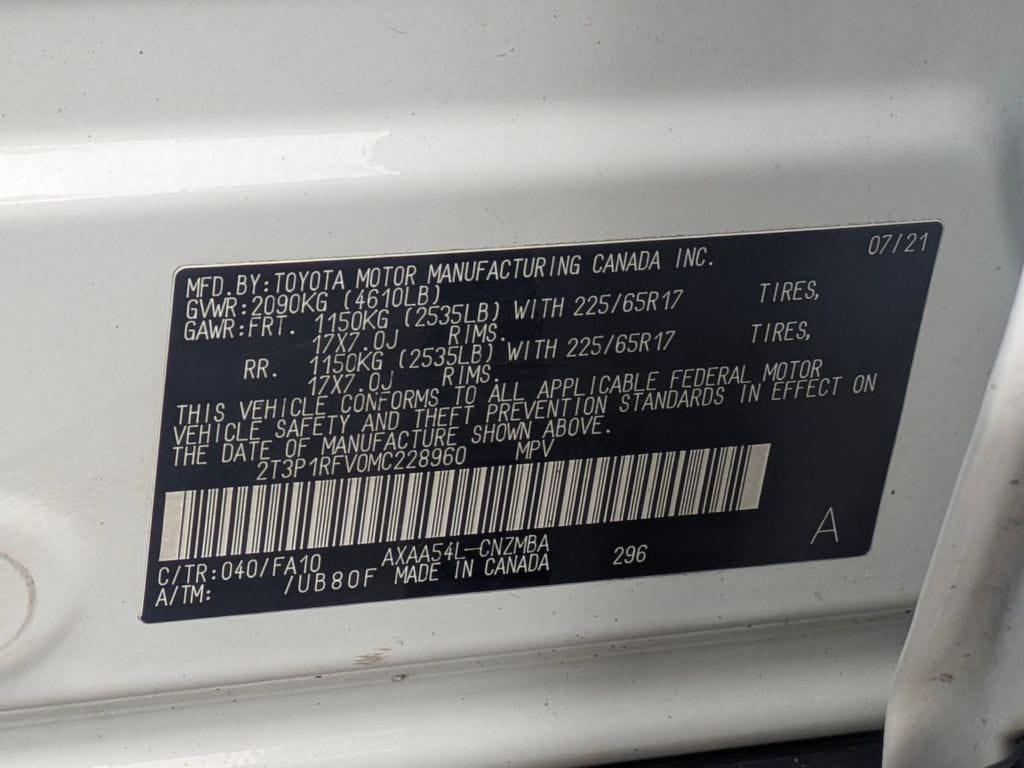 07/21
MFD.BY:TOYOTA MOTOR MANUFACTURING CANADA INC.
GVWR:2090KG (4610LB)
GAWR:FRT. 1150KG (2535LB) WITH 225/65R17 TIRES,
17X7.0J RIMS.
RR. 1150KG (2535LB) WITH 225/65R17 TIRES,
17X7.0J RIMS.
THIS VEHICLE CONFORMS TO ALL APPLICABLE FEDERAL MOTOR
VEHICLE SAFETY AND THEFT PREVENTION STANDARDS IN EFFECT ON
THE DATE OF MANUFACTURE SHOWN ABOVE.
2T3P1RFV0MC228960 MPV
C/TR:040/FA10 AXAA54L-CNZMBA 296 A
A/TM: /UB80F MADE IN CANADA